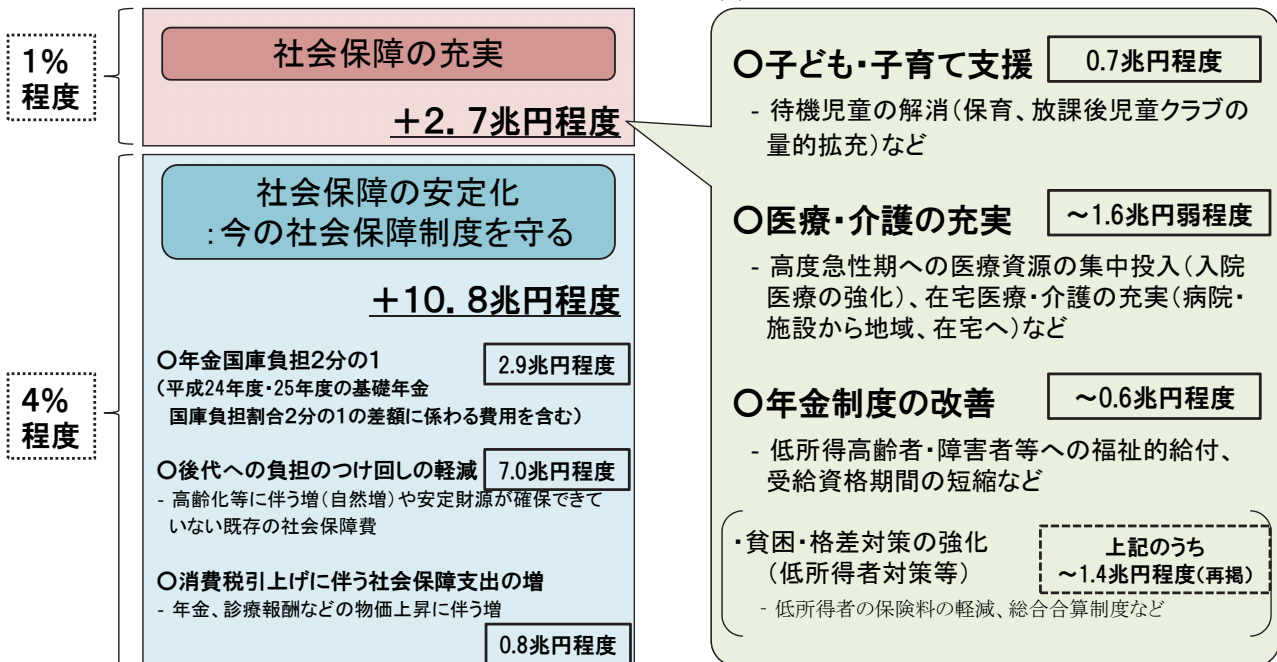 1%
程度
社会保障の充実
+2.7兆円程度
4%
程度
社会保障の安定化
:今の社会保障制度を守る
+10.8兆円程度
○年金国庫負担2分の1
2.9兆円程度
(平成24年度・25年度の基礎年金
国庫負担割合2分の1の差額に係わる費用を含む)
○後代への負担のつけ回しの軽減
7.0兆円程度
- 高齢化等に伴う増(自然増)や安定財源が確保できて
いない既存の社会保障費
○消費税引上げに伴う社会保障支出の増
- 年金、診療報酬などの物価上昇に伴う増
0.8兆円程度
○子ども・子育て支援
0.7兆円程度
- 待機児童の解消(保育、放課後児童クラブの
量的拡充)など
○医療・介護の充実
~1.6兆円弱程度
- 高度急性期への医療資源の集中投入(入院
医療の強化)、在宅医療・介護の充実(病院・
施設から地域、在宅へ)など
○年金制度の改善
~0.6兆円程度
- 低所得高齢者・障害者等への福祉的給付、
受給資格期間の短縮など
・貧困・格差対策の強化
(低所得者対策等)
上記のうち
~1.4兆円程度(再掲)
- 低所得者の保険料の軽減、総合合算制度など